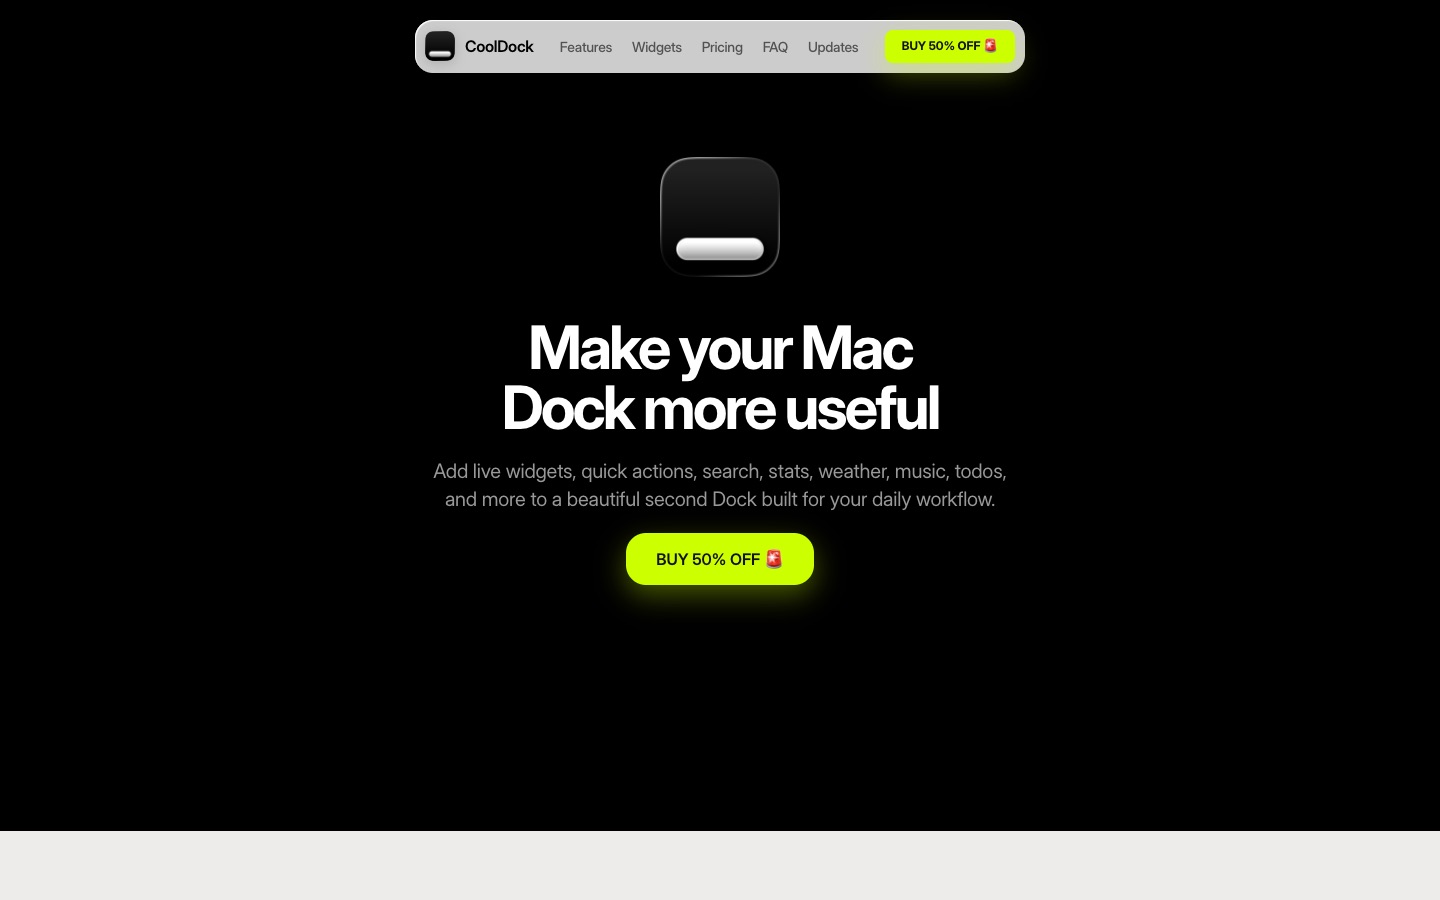 CoolDock
Features
Widgets
Pricing
FAQ
Updates
BUY 50% OFF 🚨
Make your Mac
Dock more useful
Add live widgets, quick actions, search, stats, weather, music, todos,
and more to a beautiful second Dock built for your daily workflow.
BUY 50% OFF 🚨